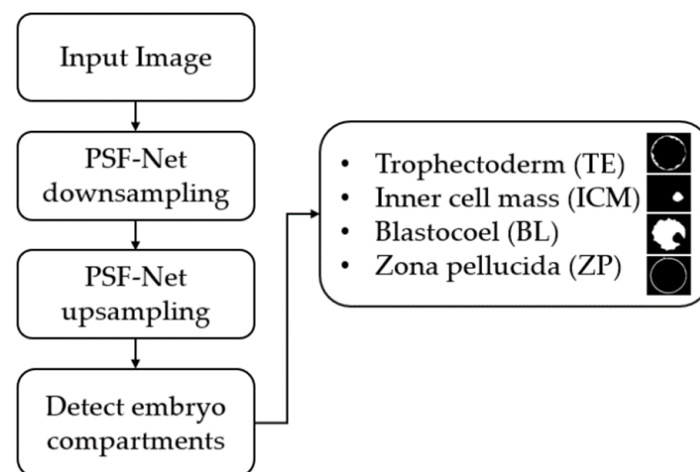 Input Image
PSF-Net
downsampling
PSF-Net
upsampling
Detect embryo
compartments
• Trophectoderm (TE)
• Inner cell mass (ICM)
• Blastocoel (BL)
• Zona pellucida (ZP)